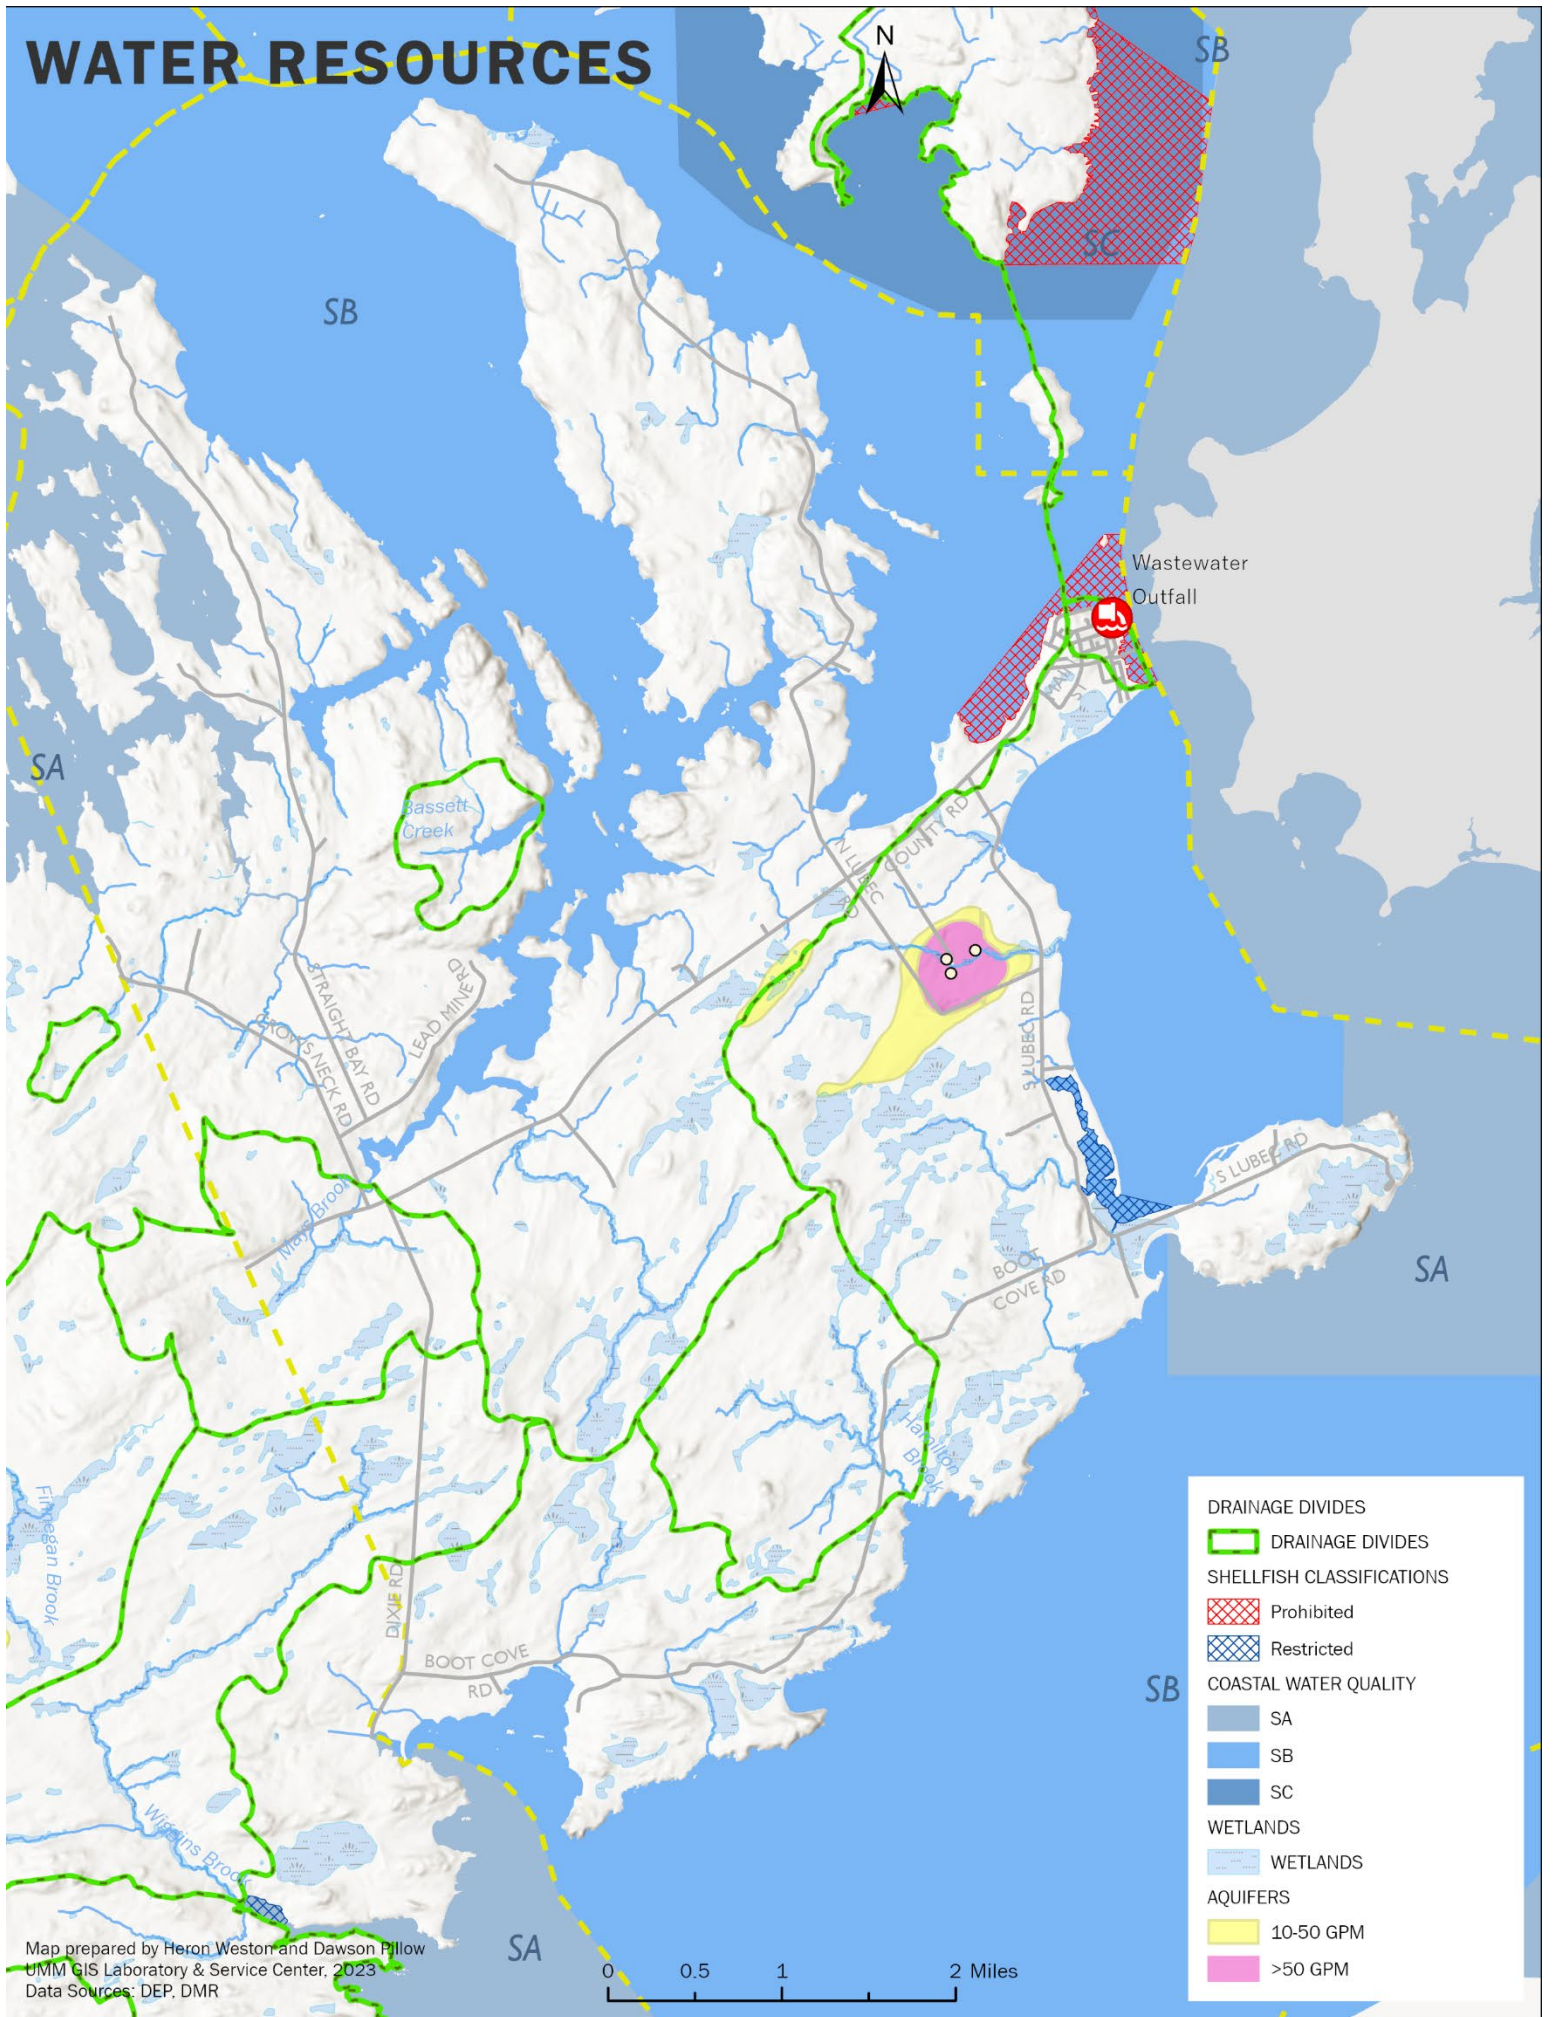 WATER RESOURCES
N
SB
SC
SB
Wastewater
Outfall
MAIN
ST
SA
Bassett
Creek
COUNTY RD
N LUBEC
RD
STRAIGHT BAY RD
LEAD MINE RD
CROWS NECK RD
S LUBEC RD
S LUBEC RD
Mays Brook
BOOT
COVE RD
SA
Hamilton
Brook
Finnegan Brook
DIXIE RD
BOOT COVE
RD
SB
Wiggins Brook
SA
DRAINAGE DIVIDES
DRAINAGE DIVIDES
SHELLFISH CLASSIFICATIONS
Prohibited
Restricted
COASTAL WATER QUALITY
SA
SB
SC
WETLANDS
WETLANDS
AQUIFERS
10-50 GPM
>50 GPM
Map prepared by Heron Weston and Dawson Pillow
UMM GIS Laboratory & Service Center, 2023
Data Sources: DEP, DMR
0 0.5 1 2 Miles